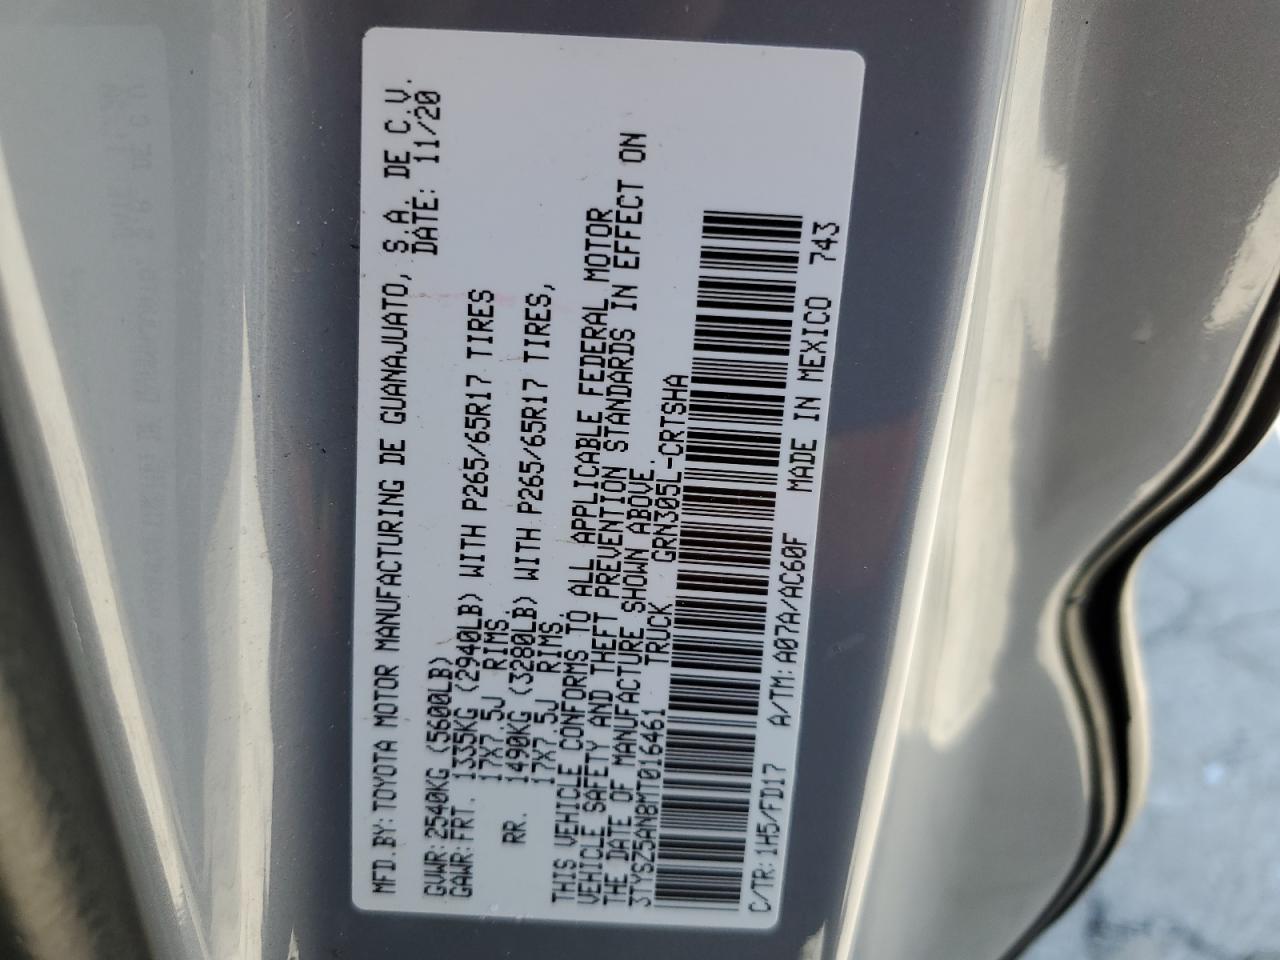 MFD.BY:TOYOTA MOTOR MANUFACTURING DE GUANAJUATO, S.A. DE C.V.
DATE: 11/20
GVWR:2540KG (5600LB)
GAWR:FRT. 1335KG (2940LB) WITH P265/65R17 TIRES
17X7.5J RIMS.
RR. 1490KG (3280LB) WITH P265/65R17 TIRES,
17X7.5J RIMS.
THIS VEHICLE CONFORMS TO ALL APPLICABLE FEDERAL MOTOR
VEHICLE SAFETY AND THEFT PREVENTION STANDARDS IN EFFECT ON
THE DATE OF MANUFACTURE SHOWN ABOVE.
3TYSZ5AN8MT016461 TRUCK GRN305L-CRTSHA
C/TR:1H5/FD17 A/TM:A07A/AC60F MADE IN MEXICO 743